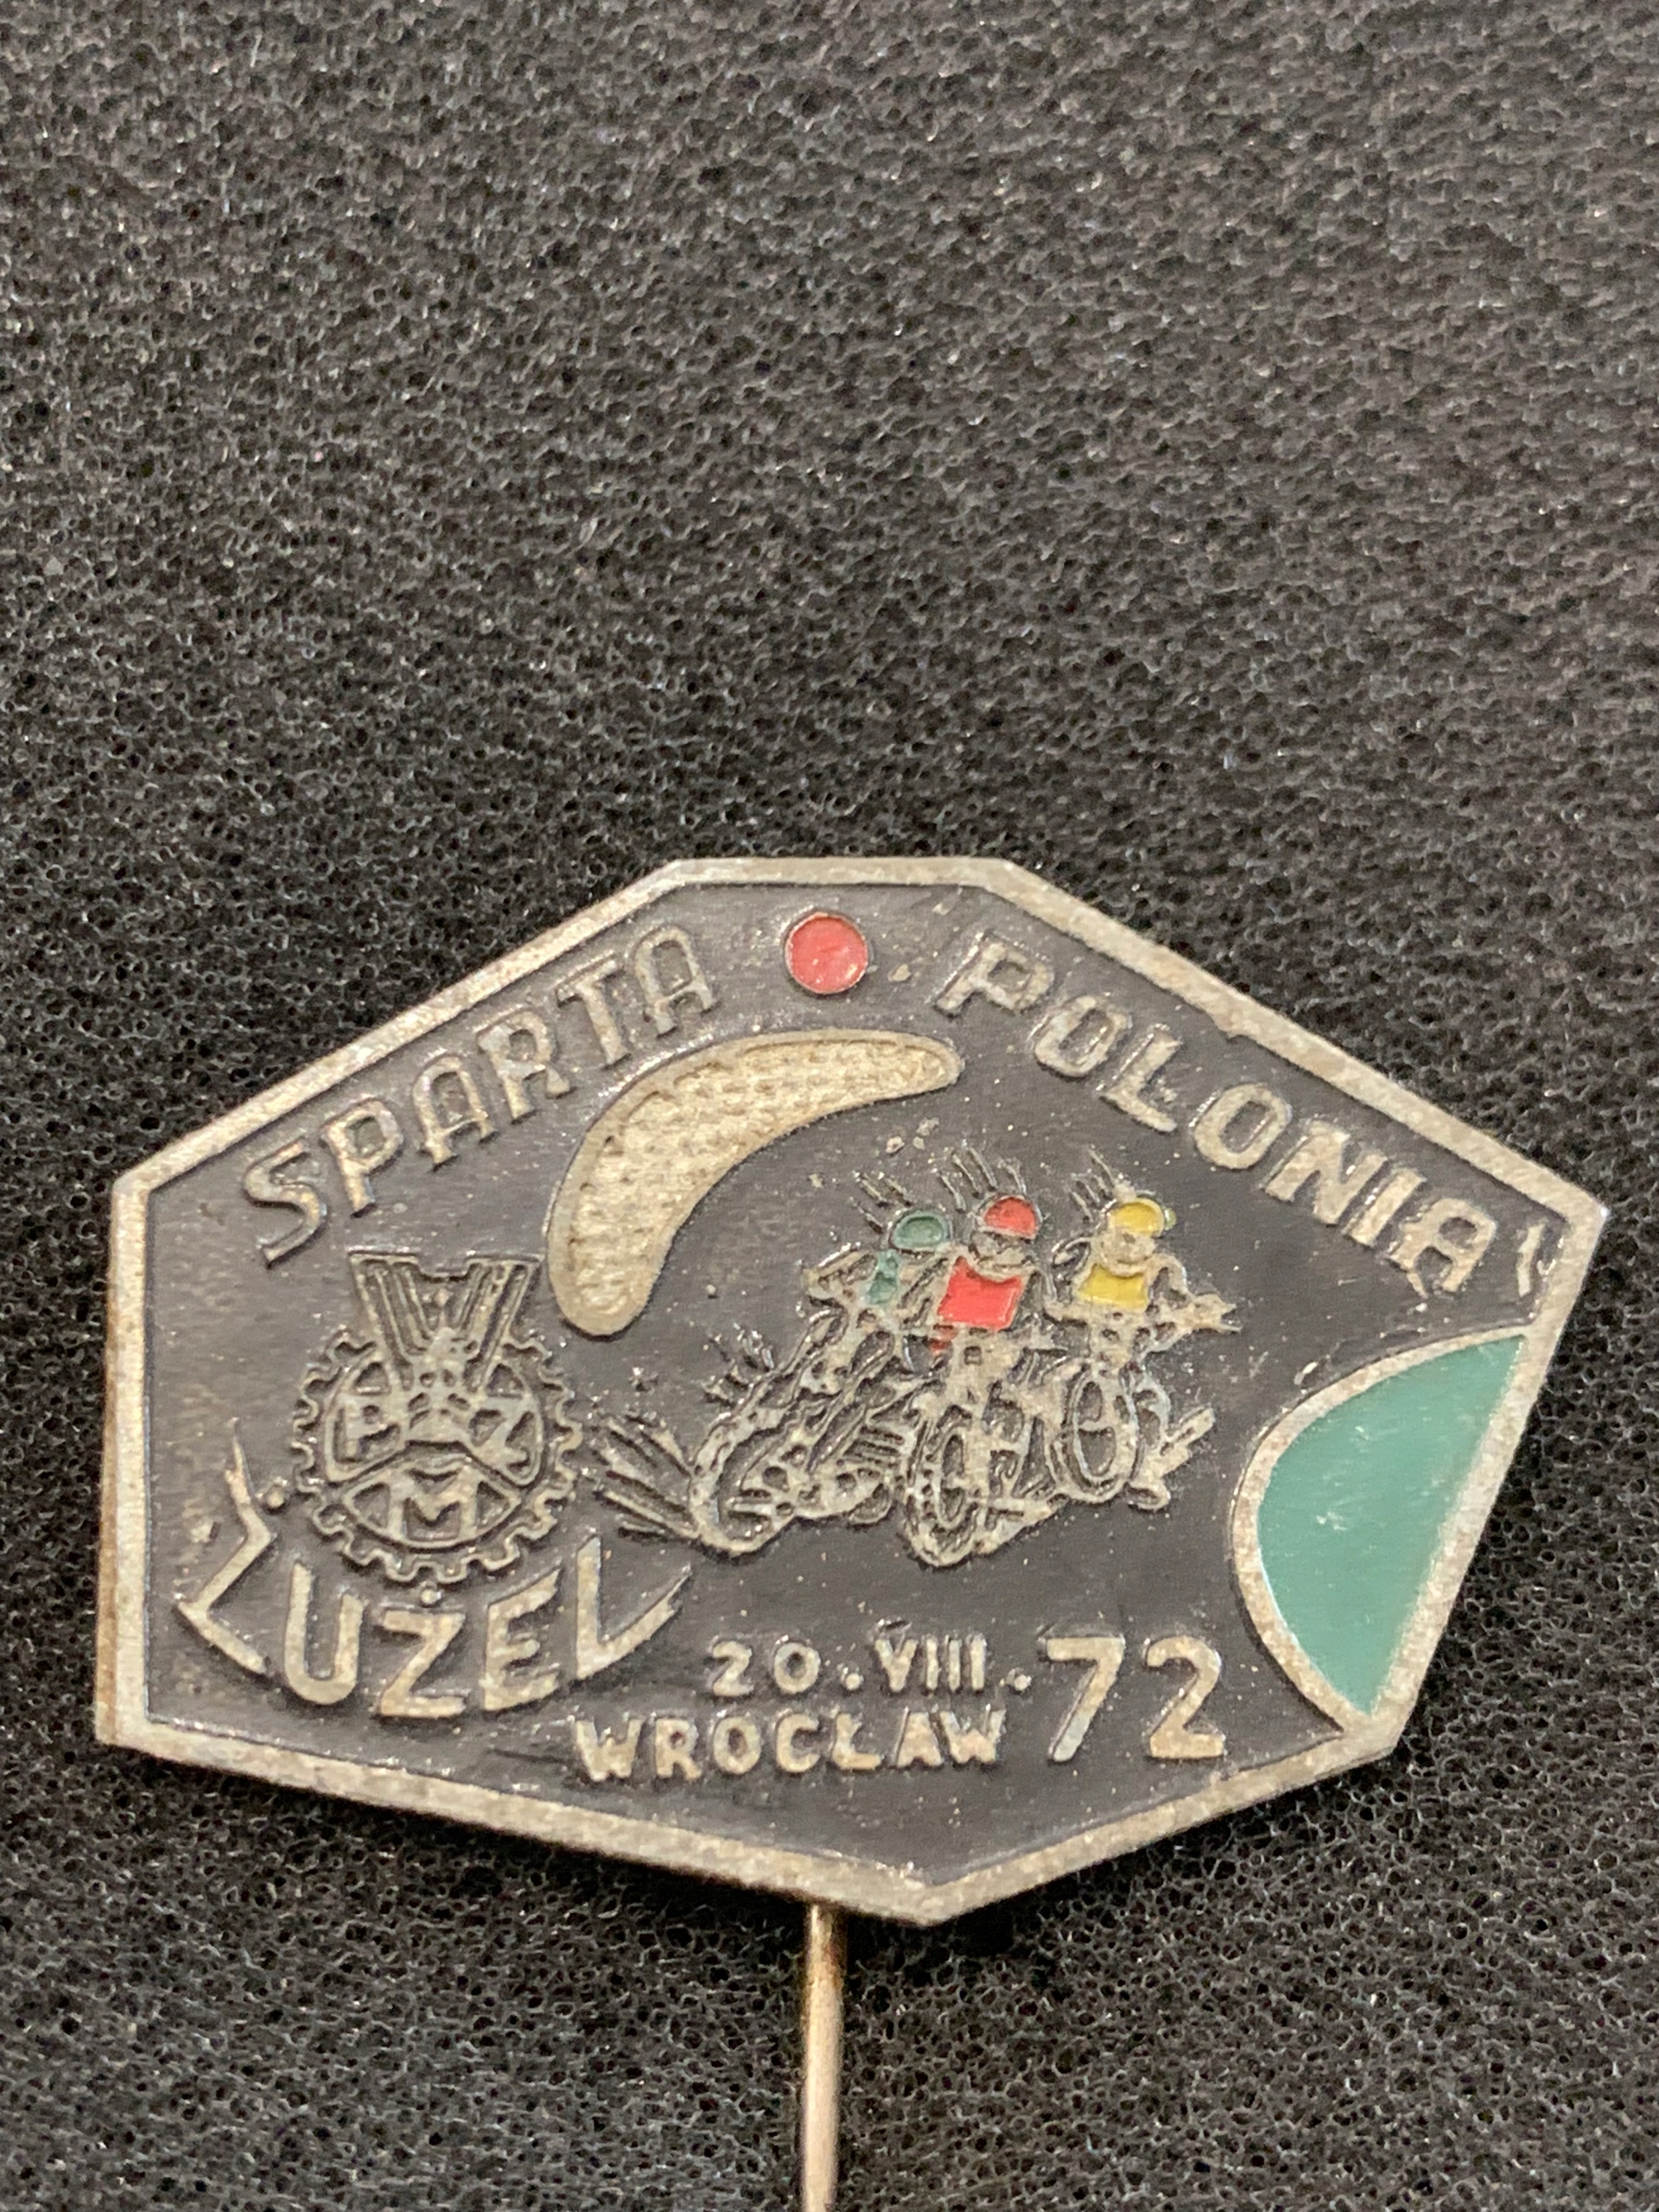 SPARTA • POLONIA
PZM
ŻUŻEL
20.VIII.72
WROCŁAW